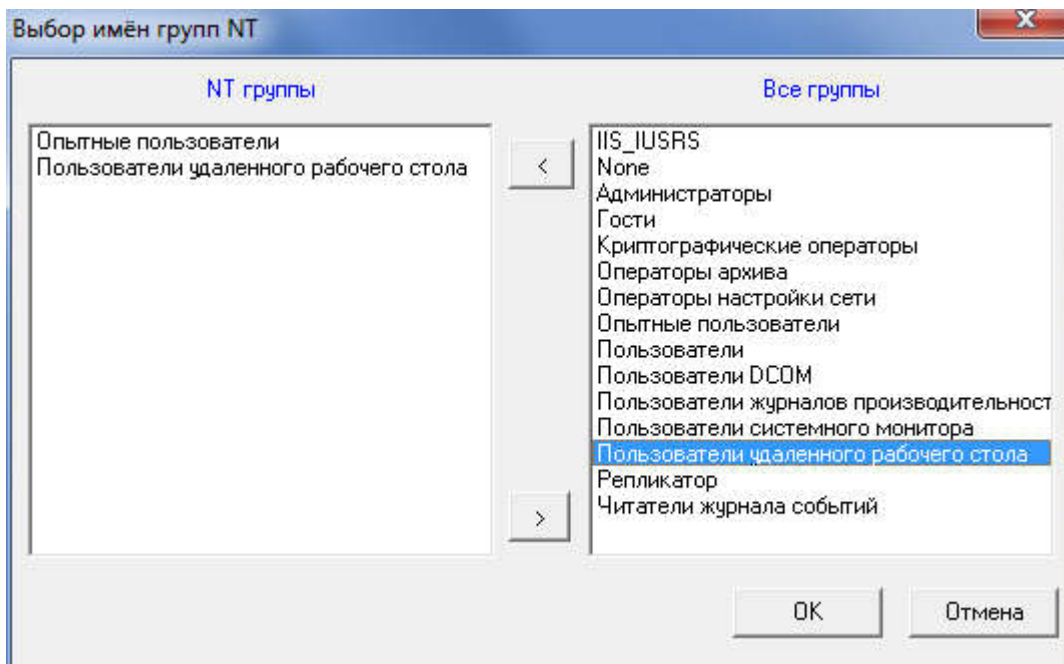 Выбор имён групп NT
NT группы
Опытные пользователи
Пользователи удаленного рабочего стола
<
>
Все группы
IIS_IUSRS
None
Администраторы
Гости
Криптографические операторы
Операторы архива
Операторы настройки сети
Опытные пользователи
Пользователи
Пользователи DCOM
Пользователи журналов производительност
Пользователи системного монитора
Пользователи удаленного рабочего стола
Репликатор
Читатели журнала событий
OK
Отмена